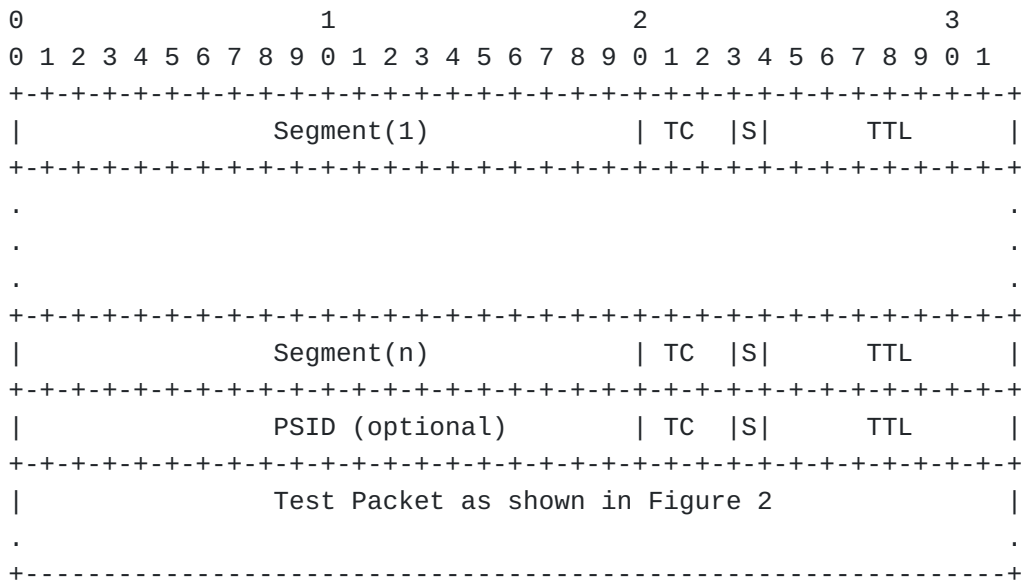 0                   1                   2                   3
0 1 2 3 4 5 6 7 8 9 0 1 2 3 4 5 6 7 8 9 0 1 2 3 4 5 6 7 8 9 0 1
+-+-+-+-+-+-+-+-+-+-+-+-+-+-+-+-+-+-+-+-+-+-+-+-+-+-+-+-+-+-+-+-+
|                Segment(1)             | TC  |S|      TTL      |
+-+-+-+-+-+-+-+-+-+-+-+-+-+-+-+-+-+-+-+-+-+-+-+-+-+-+-+-+-+-+-+-+
.                                                               .
.                                                               .
.                                                               .
+-+-+-+-+-+-+-+-+-+-+-+-+-+-+-+-+-+-+-+-+-+-+-+-+-+-+-+-+-+-+-+-+
|                Segment(n)             | TC  |S|      TTL      |
+-+-+-+-+-+-+-+-+-+-+-+-+-+-+-+-+-+-+-+-+-+-+-+-+-+-+-+-+-+-+-+-+
|                PSID (optional)        | TC  |S|      TTL      |
+-+-+-+-+-+-+-+-+-+-+-+-+-+-+-+-+-+-+-+-+-+-+-+-+-+-+-+-+-+-+-+-+
|                Test Packet as shown in Figure 2               |
.                                                               .
+---------------------------------------------------------------+